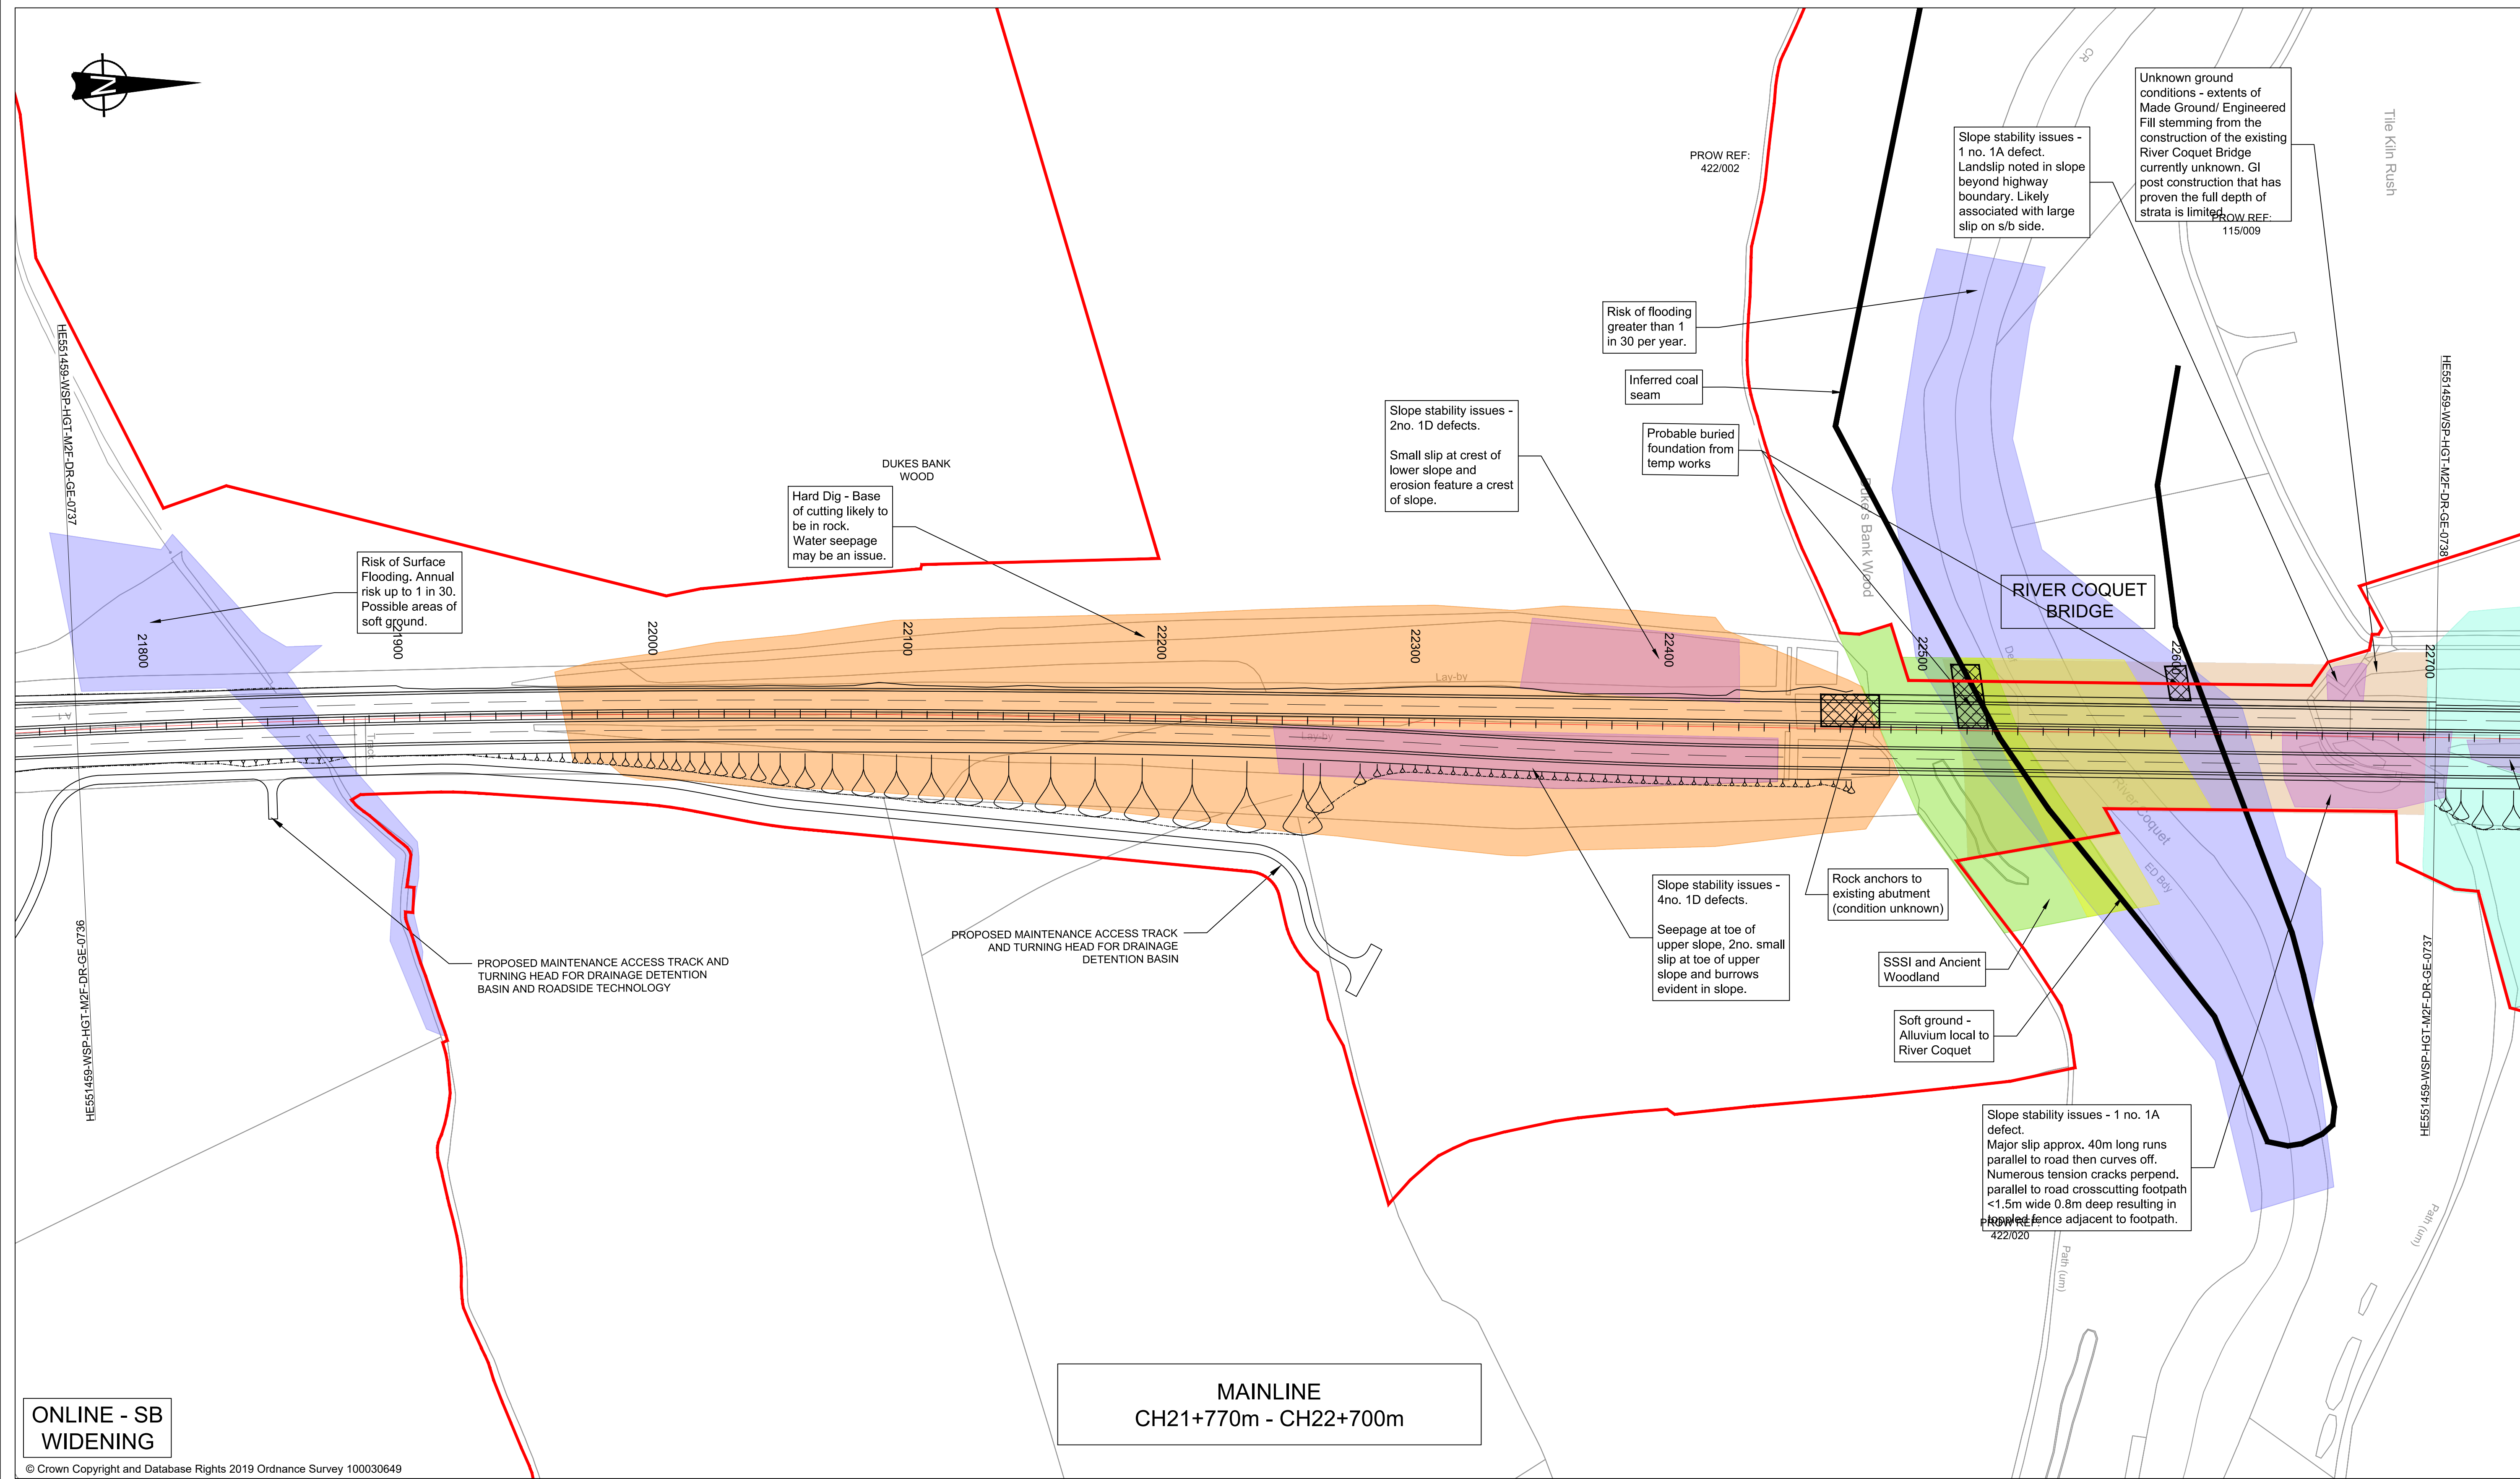 N
CR
Tile Kiln Rush
Unknown ground
conditions - extents of
Made Ground/ Engineered
Fill stemming from the
construction of the existing
River Coquet Bridge
currently unknown. GI
post construction that has
proven the full depth of
strata is limited.
PROW REF:
115/009
Slope stability issues -
1 no. 1A defect.
Landslip noted in slope
beyond highway
boundary. Likely
associated with large
slip on s/b side.
PROW REF:
422/002
Risk of flooding
greater than 1
in 30 per year.
Inferred coal
seam
Probable buried
foundation from
temp works
Slope stability issues -
2no. 1D defects.
Small slip at crest of
lower slope and
erosion feature a crest
of slope.
DUKES BANK
WOOD
Hard Dig - Base
of cutting likely to
be in rock.
Water seepage
may be an issue.
Risk of Surface
Flooding. Annual
risk up to 1 in 30.
Possible areas of
soft ground.
HE551459-WSP-HGT-M2F-DR-GE-0737
HE551459-WSP-HGT-M2F-DR-GE-0736
HE551459-WSP-HGT-M2F-DR-GE-0738
HE551459-WSP-HGT-M2F-DR-GE-0737
Duke's Bank Wood
RIVER COQUET
BRIDGE
21800
21900
22000
22100
22200
22300
22400
22500
22600
22700
A1
Track
Lay-by
Lay-by
Def
River Coquet
ED Bdy
PROPOSED MAINTENANCE ACCESS TRACK AND
TURNING HEAD FOR DRAINAGE DETENTION
BASIN AND ROADSIDE TECHNOLOGY
PROPOSED MAINTENANCE ACCESS TRACK
AND TURNING HEAD FOR DRAINAGE
DETENTION BASIN
Slope stability issues -
4no. 1D defects.
Seepage at toe of
upper slope, 2no. small
slip at toe of upper
slope and burrows
evident in slope.
Rock anchors to
existing abutment
(condition unknown)
SSSI and Ancient
Woodland
Soft ground -
Alluvium local to
River Coquet
Slope stability issues - 1 no. 1A
defect.
Major slip approx. 40m long runs
parallel to road then curves off.
Numerous tension cracks perpend.
parallel to road crosscutting footpath
<1.5m wide 0.8m deep resulting in
toppled fence adjacent to footpath.
PROW REF:
422/020
Path (um)
Path (um)
MAINLINE
CH21+770m - CH22+700m
ONLINE - SB
WIDENING
© Crown Copyright and Database Rights 2019 Ordnance Survey 100030649